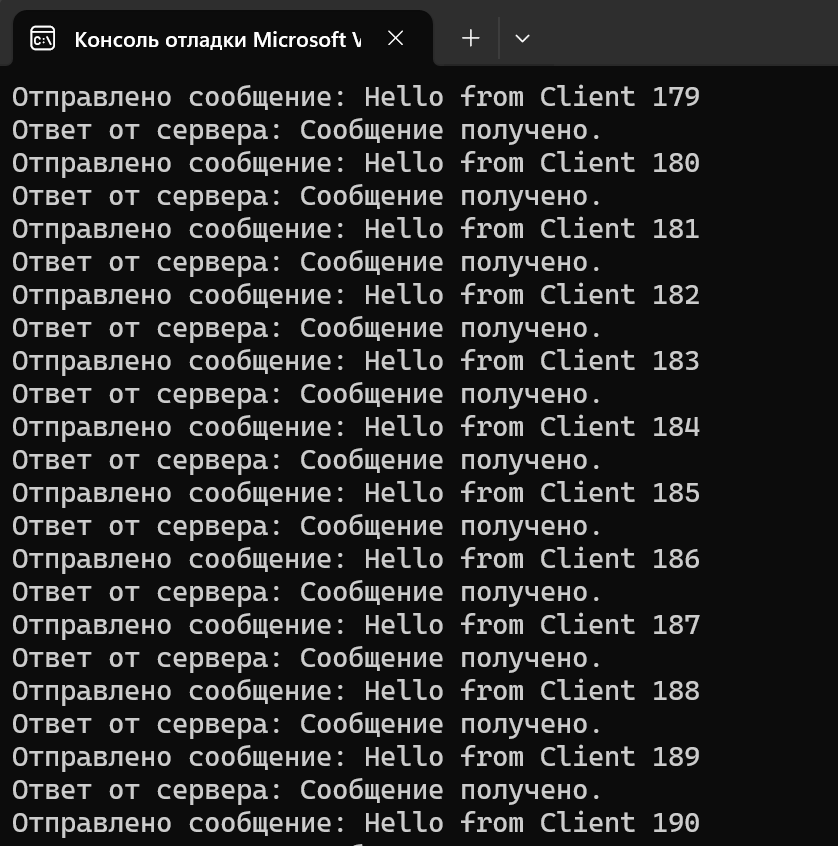 Консоль отладки Microsoft V
Отправлено сообщение: Hello from Client 179
Ответ от сервера: Сообщение получено.
Отправлено сообщение: Hello from Client 180
Ответ от сервера: Сообщение получено.
Отправлено сообщение: Hello from Client 181
Ответ от сервера: Сообщение получено.
Отправлено сообщение: Hello from Client 182
Ответ от сервера: Сообщение получено.
Отправлено сообщение: Hello from Client 183
Ответ от сервера: Сообщение получено.
Отправлено сообщение: Hello from Client 184
Ответ от сервера: Сообщение получено.
Отправлено сообщение: Hello from Client 185
Ответ от сервера: Сообщение получено.
Отправлено сообщение: Hello from Client 186
Ответ от сервера: Сообщение получено.
Отправлено сообщение: Hello from Client 187
Ответ от сервера: Сообщение получено.
Отправлено сообщение: Hello from Client 188
Ответ от сервера: Сообщение получено.
Отправлено сообщение: Hello from Client 189
Ответ от сервера: Сообщение получено.
Отправлено сообщение: Hello from Client 190